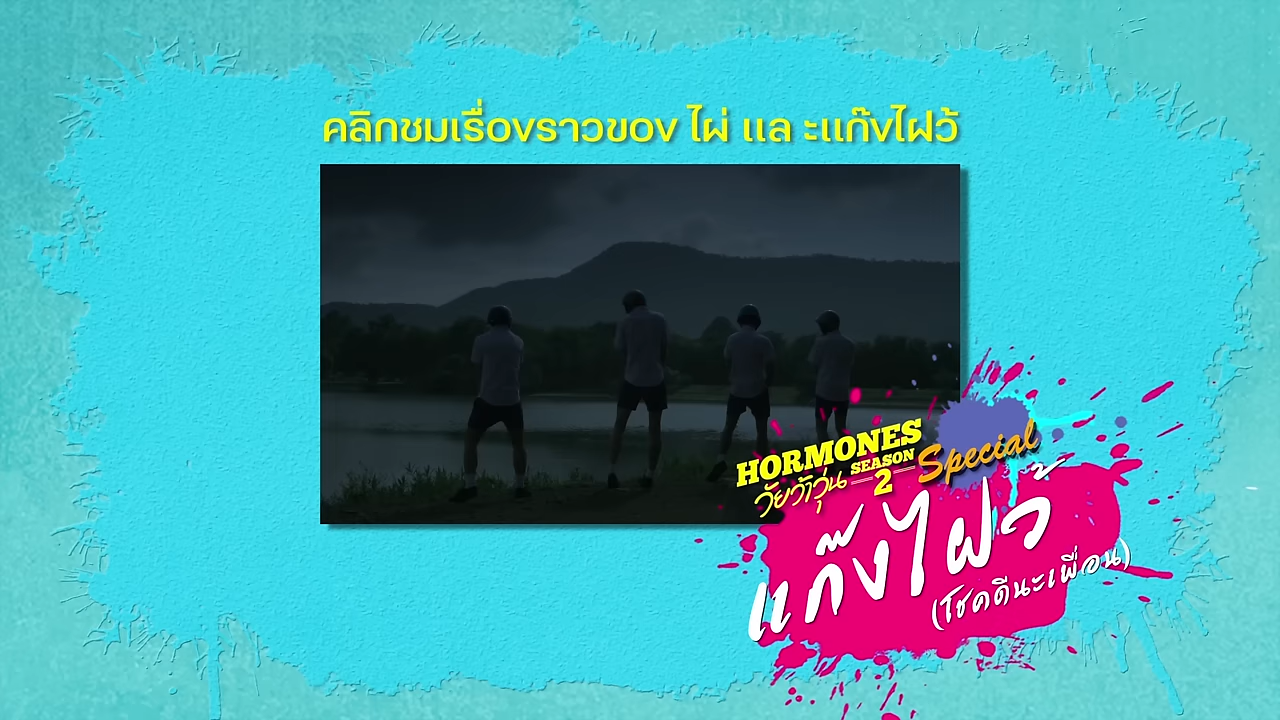 คลิกชมเรื่องราวของ ไผ่ แล ะแก๊งไฝว้
HORMONES
วัยว้าวุ่น
SEASON
2
Special
แก๊งไฝว้
(โชคดีนะเพื่อน)